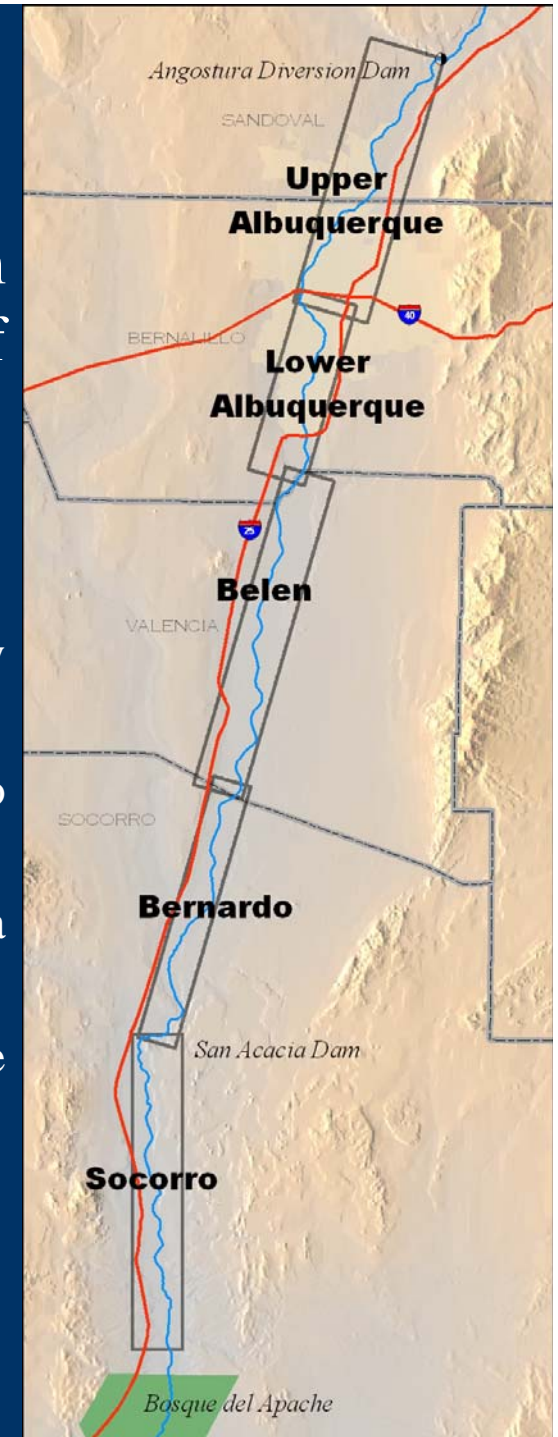 Angostura Diversion Dam
SANDOVAL
Upper
Albuquerque
40
BERNALILLO
Lower
Albuquerque
25
Belen
VALENCIA
SOCORRO
Bernardo
San Acacia Dam
Socorro
Bosque del Apache